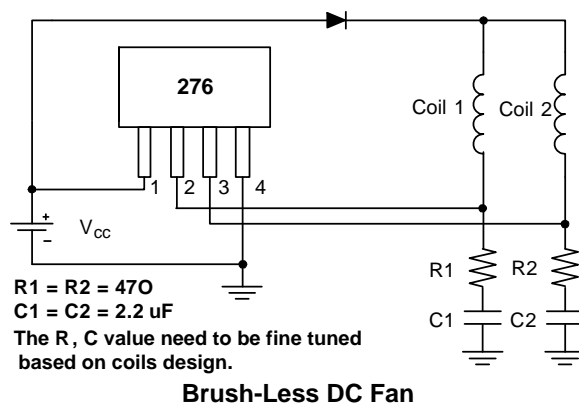 276
Coil 1
Coil 2
1
2
3
4
+
Vcc
−
R1
R2
R1 = R2 = 47O
C1 = C2 = 2.2 uF
C1
C2
The R , C value need to be fine tuned
based on coils design.
Brush-Less DC Fan